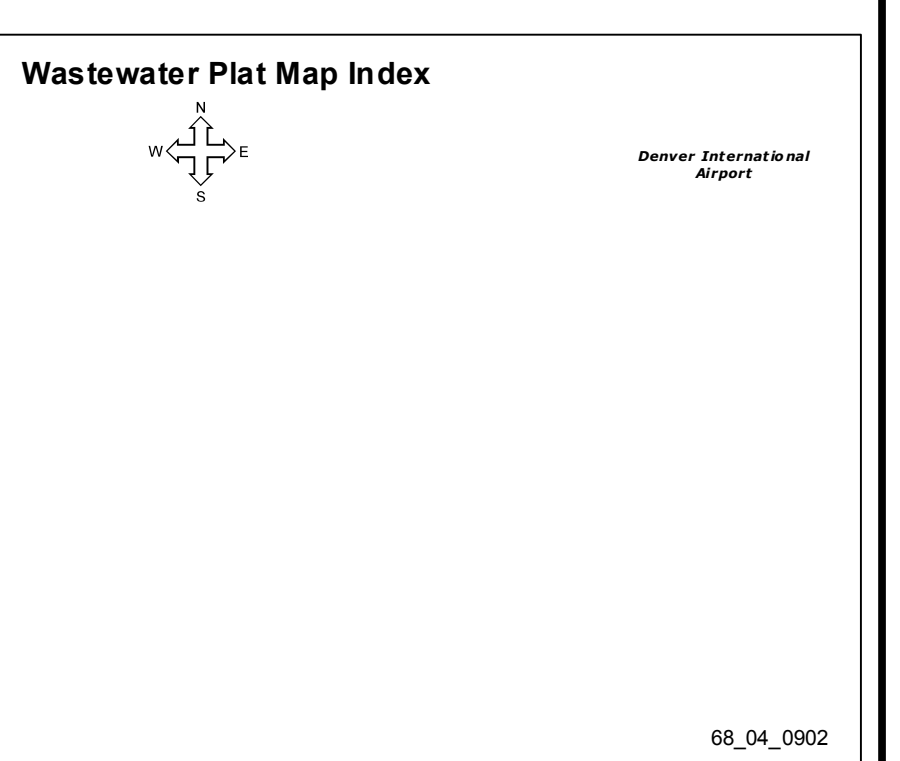 Wastewater Plat Map Index
N
W E
S
Denver International
Airport
68_04_0902